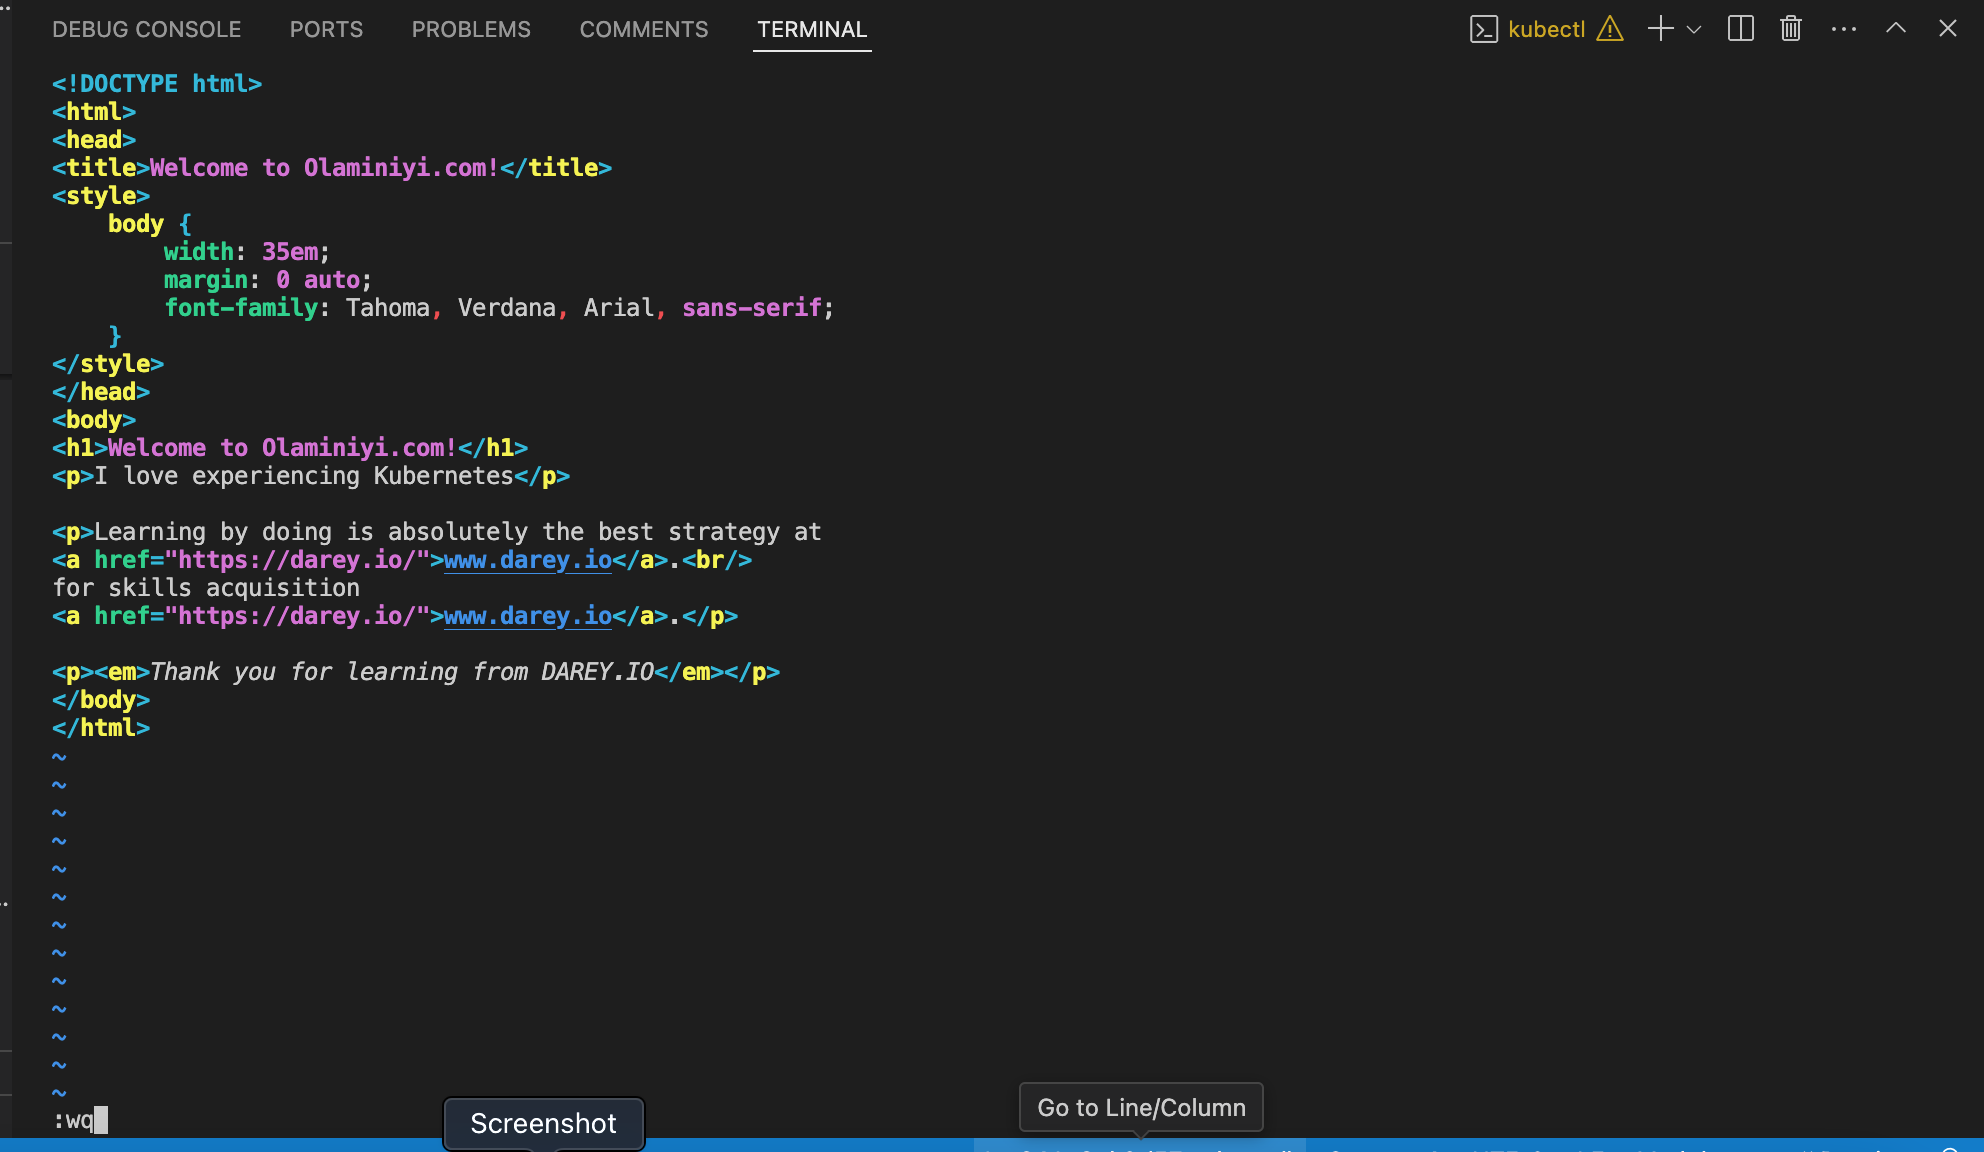 DEBUG CONSOLE PORTS PROBLEMS COMMENTS TERMINAL kubectl
<!DOCTYPE html>
<html>
<head>
<title>Welcome to Olaminiyi.com!</title>
<style>
    body {
        width: 35em;
        margin: 0 auto;
        font-family: Tahoma, Verdana, Arial, sans-serif;
    }
</style>
</head>
<body>
<h1>Welcome to Olaminiyi.com!</h1>
<p>I love experiencing Kubernetes</p>

<p>Learning by doing is absolutely the best strategy at
<a href="https://darey.io/">www.darey.io</a>.<br/>
for skills acquisition
<a href="https://darey.io/">www.darey.io</a>.</p>

<p><em>Thank you for learning from DAREY.IO</em></p>
</body>
</html>
~
~
~
~
~
~
~
~
~
~
~
~
~
:wq
Screenshot
Go to Line/Column